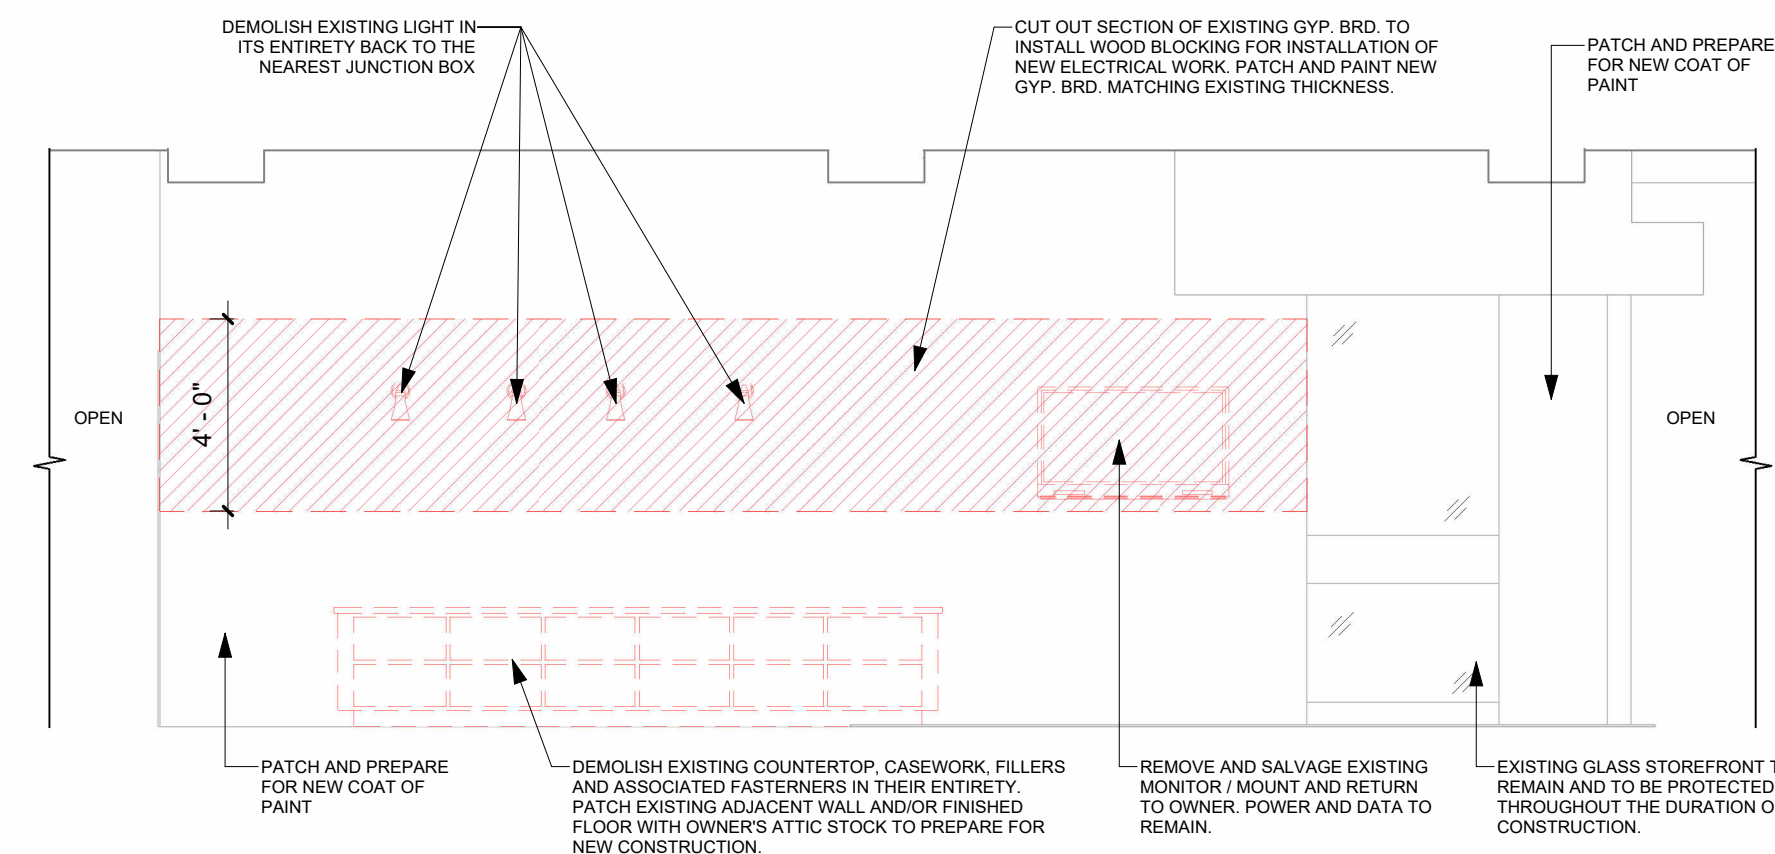 DEMOLISH EXISTING LIGHT IN
ITS ENTIRETY BACK TO THE
NEAREST JUNCTION BOX
CUT OUT SECTION OF EXISTING GYP. BRD. TO
INSTALL WOOD BLOCKING FOR INSTALLATION OF
NEW ELECTRICAL WORK. PATCH AND PAINT NEW
GYP. BRD. MATCHING EXISTING THICKNESS.
PATCH AND PREPARE
FOR NEW COAT OF
PAINT
OPEN
4' - 0"
OPEN
PATCH AND PREPARE
FOR NEW COAT OF
PAINT
DEMOLISH EXISTING COUNTERTOP, CASEWORK, FILLERS
AND ASSOCIATED FASTERNERS IN THEIR ENTIRETY.
PATCH EXISTING ADJACENT WALL AND/OR FINISHED
FLOOR WITH OWNER'S ATTIC STOCK TO PREPARE FOR
NEW CONSTRUCTION.
REMOVE AND SALVAGE EXISTING
MONITOR / MOUNT AND RETURN
TO OWNER. POWER AND DATA TO
REMAIN.
EXISTING GLASS STOREFRONT T
REMAIN AND TO BE PROTECTED
THROUGHOUT THE DURATION O
CONSTRUCTION.